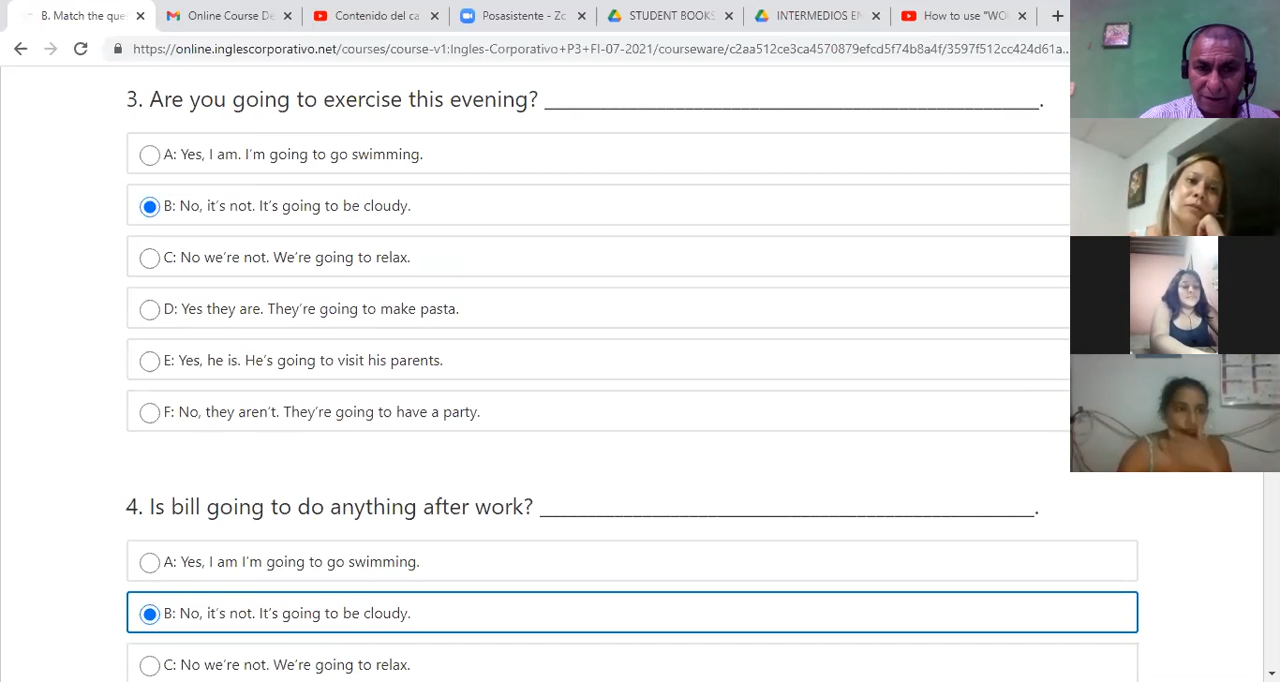 B. Match the que
Online Course De
Contenido del ca
Posasistente - Zo
STUDENT BOOKS
INTERMEDIOS EN
How to use "WO
https://online.inglescorporativo.net/courses/course-v1:Ingles-Corporativo+P3+FI-07-2021/courseware/c2aa512ce3ca4570879efcd5f74b8a4f/3597f512cc424d61a...
3. Are you going to exercise this evening? ______________________________________________.
A: Yes, I am. I'm going to go swimming.
B: No, it's not. It's going to be cloudy.
C: No we're not. We're going to relax.
D: Yes they are. They're going to make pasta.
E: Yes, he is. He's going to visit his parents.
F: No, they aren't. They're going to have a party.
4. Is bill going to do anything after work? ______________________________________________.
A: Yes, I am I'm going to go swimming.
B: No, it's not. It's going to be cloudy.
C: No we're not. We're going to relax.